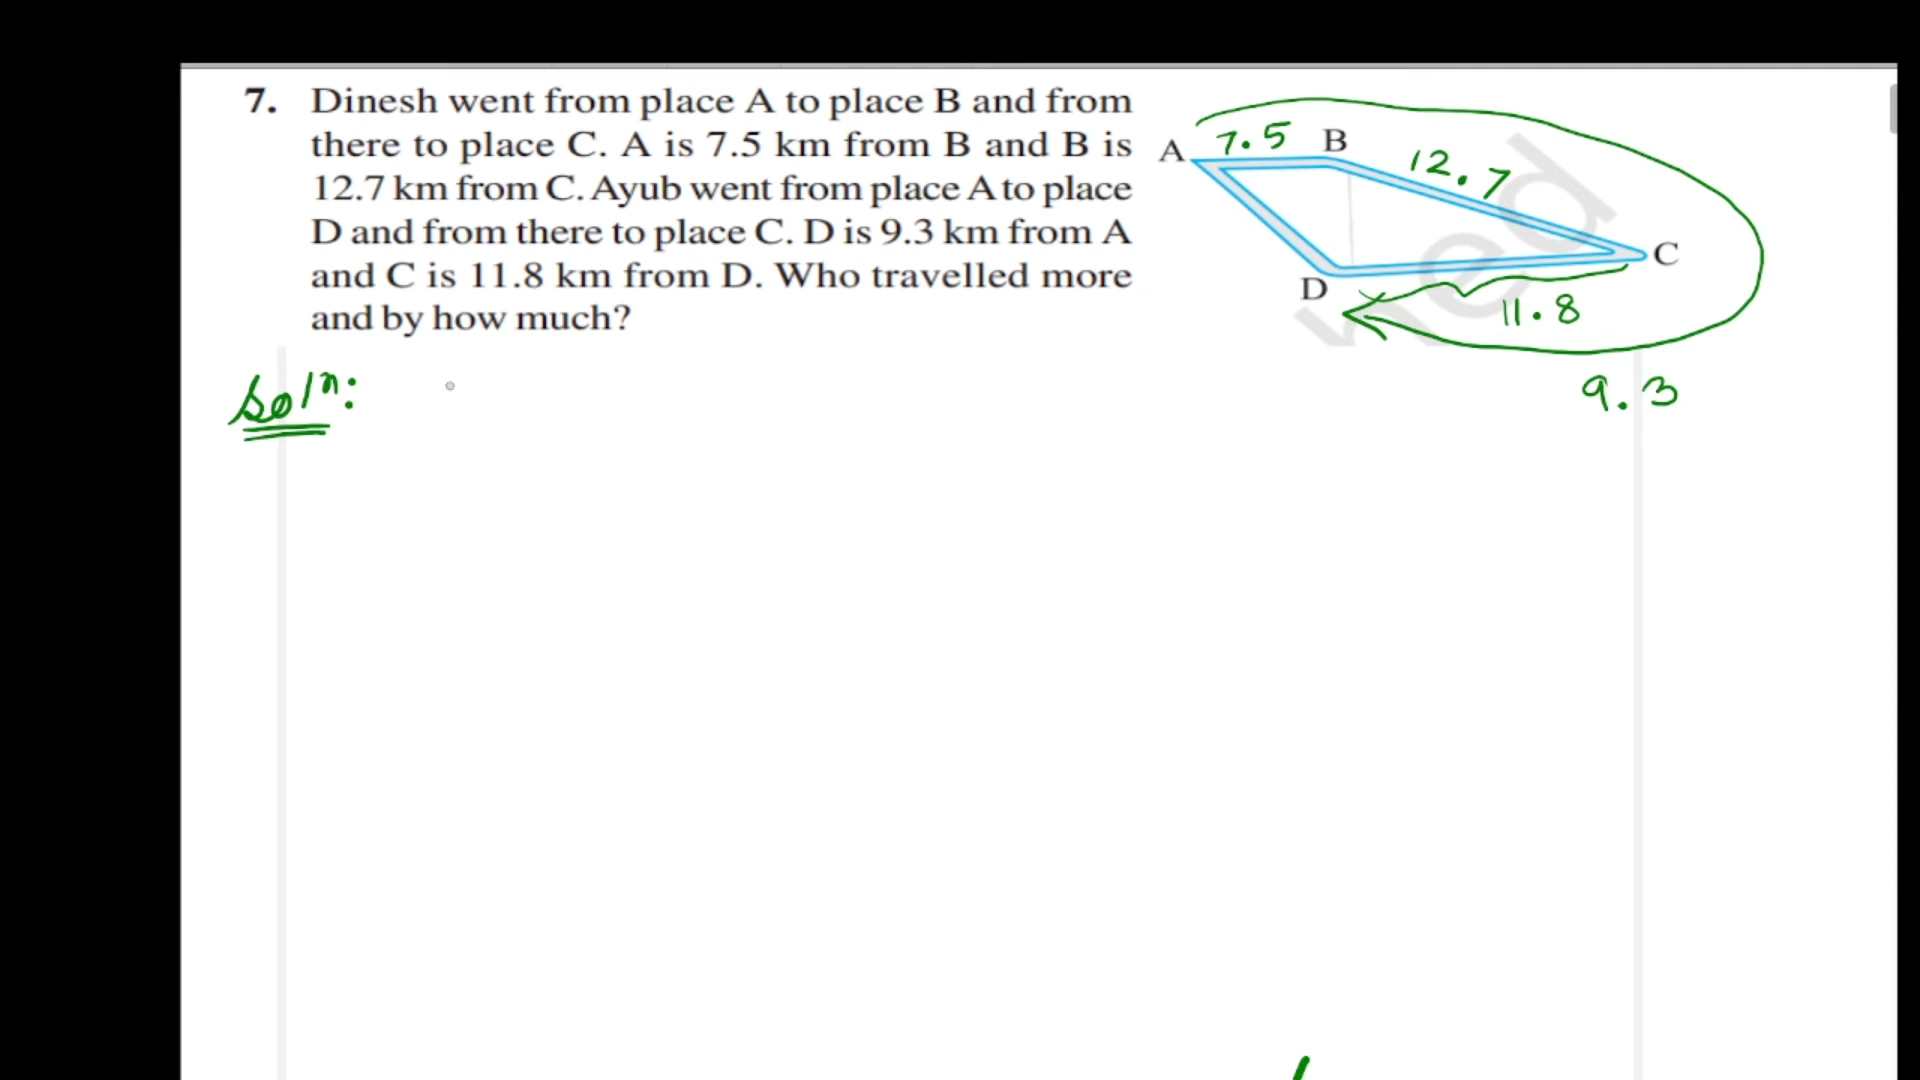 7. Dinesh went from place A to place B and from
there to place C. A is 7.5 km from B and B is
12.7 km from C. Ayub went from place A to place
D and from there to place C. D is 9.3 km from A
and C is 11.8 km from D. Who travelled more
and by how much?
A 7.5 B
12.7
C
D
11.8
9.3
Solⁿ: